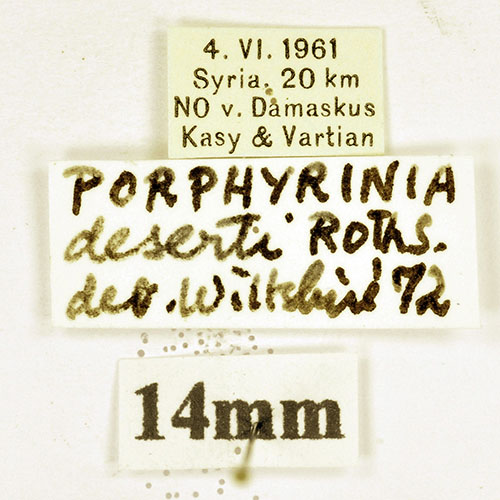 4. VI. 1961
Syria, 20 km
NO v. Damaskus
Kasy & Vartian
PORPHYRINIA
deserti Roths.
det. Wiltshire '72
14mm